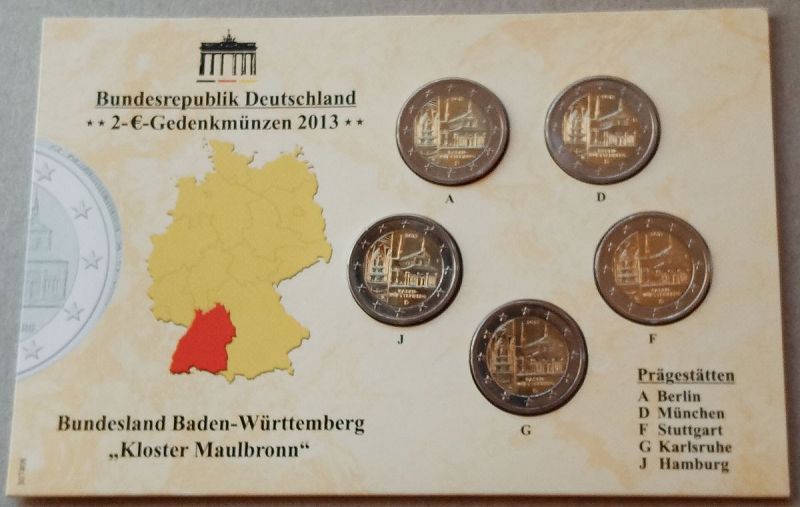 Bundesrepublik Deutschland
** 2-€-Gedenkmünzen 2013 **
A
D
J
F
G
Bundesland Baden-Württemberg
„Kloster Maulbronn“
Prägestätten
A Berlin
D München
F Stuttgart
G Karlsruhe
J Hamburg